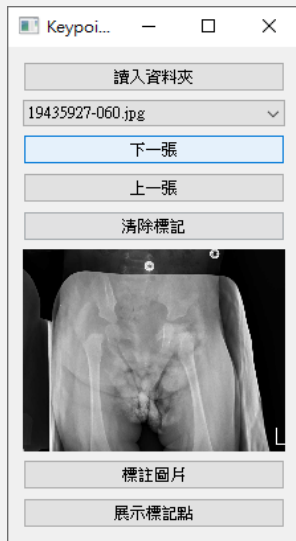 Keypoi...
讀入資料夾
19435927-060.jpg
下一張
上一張
清除標記
L
標註圖片
展示標記點